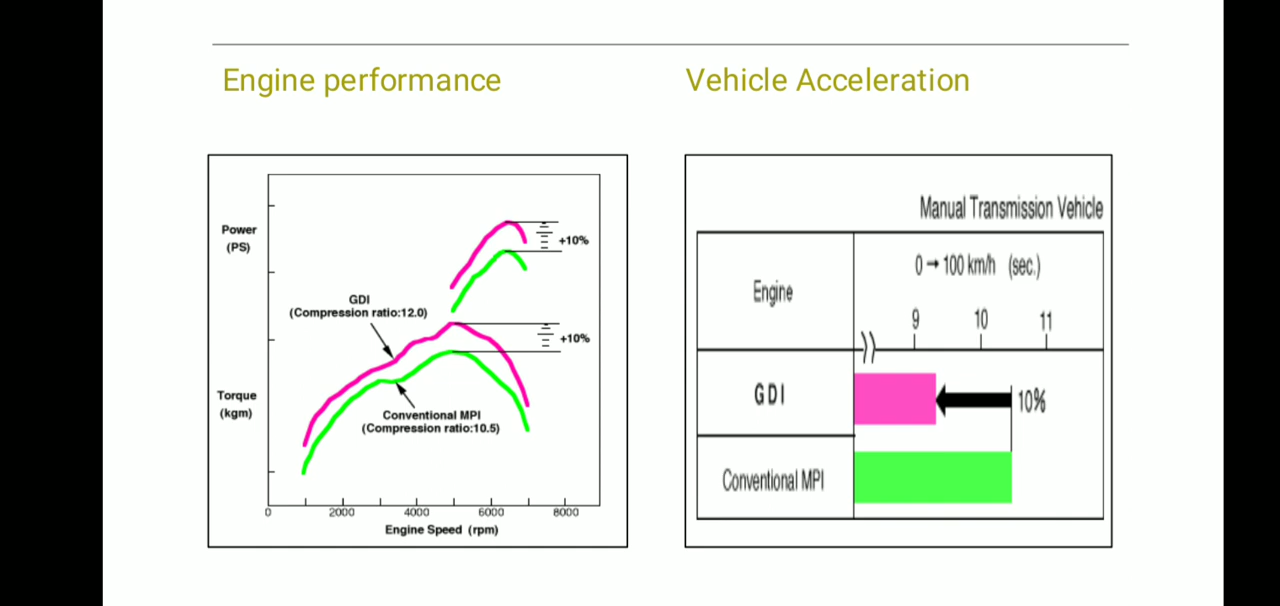 Engine performance
Vehicle Acceleration
Power
(PS)
+10%
GDI
(Compression ratio:12.0)
+10%
Torque
(kgm)
Conventional MPI
(Compression ratio:10.5)
0 2000 4000 6000 8000
Engine Speed (rpm)
Manual Transmission Vehicle
Engine
0→100 km/h (sec.)
9 10 11
GDI
10%
Conventional MPI